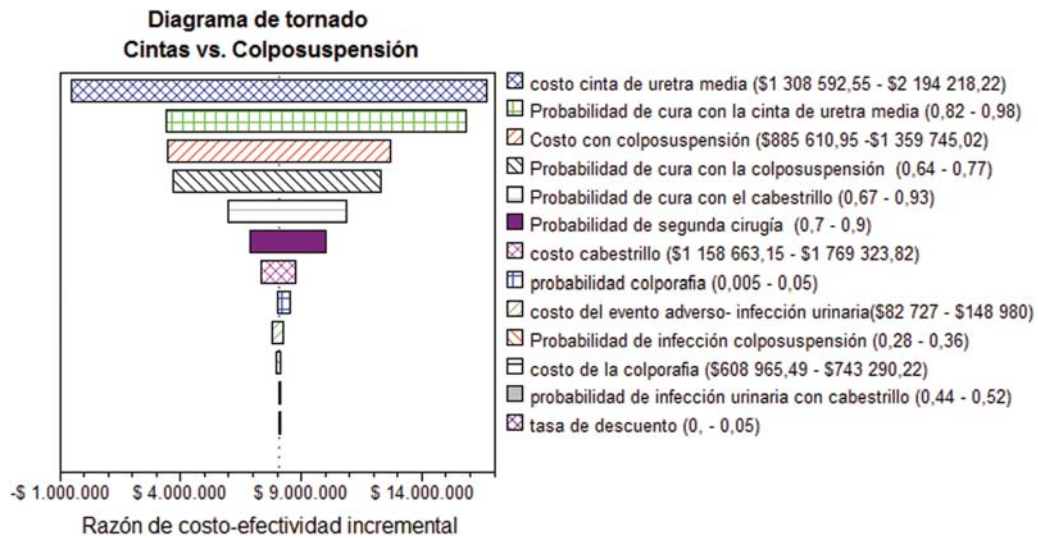 Diagrama de tornado
Cintas vs. Colposuspensión
costo cinta de uretra media ($1 308 592,55 - $2 194 218,22)
Probabilidad de cura con la cinta de uretra media (0,82 - 0,98)
Costo con colposuspensión ($885 610,95 -$1 359 745,02)
Probabilidad de cura con la colposuspensión (0,64 - 0,77)
Probabilidad de cura con el cabestrillo (0,67 - 0,93)
Probabilidad de segunda cirugía (0,7 - 0,9)
costo cabestrillo ($1 158 663,15 - $1 769 323,82)
probabilidad colporafia (0,005 - 0,05)
costo del evento adverso- infección urinaria($82 727 - $148 980)
Probabilidad de infección colposuspensión (0,28 - 0,36)
costo de la colporafia ($608 965,49 - $743 290,22)
probabilidad de infección urinaria con cabestrillo (0,44 - 0,52)
tasa de descuento (0, - 0,05)
-$ 1.000.000 $ 4.000.000 $ 9.000.000 $ 14.000.000
Razón de costo-efectividad incremental